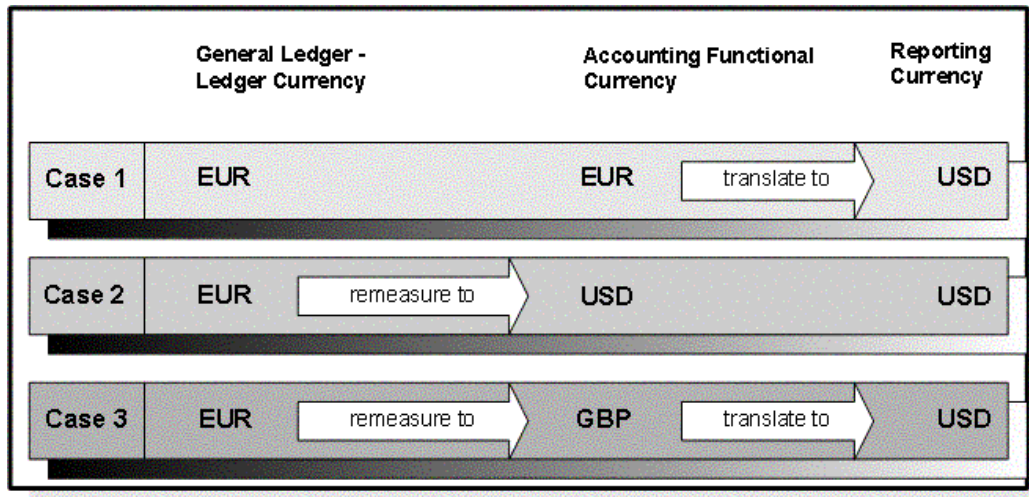 General Ledger -
Ledger Currency
Accounting Functional
Currency
Reporting
Currency
Case 1 EUR EUR translate to USD
Case 2 EUR remeasure to USD USD
Case 3 EUR remeasure to GBP translate to USD